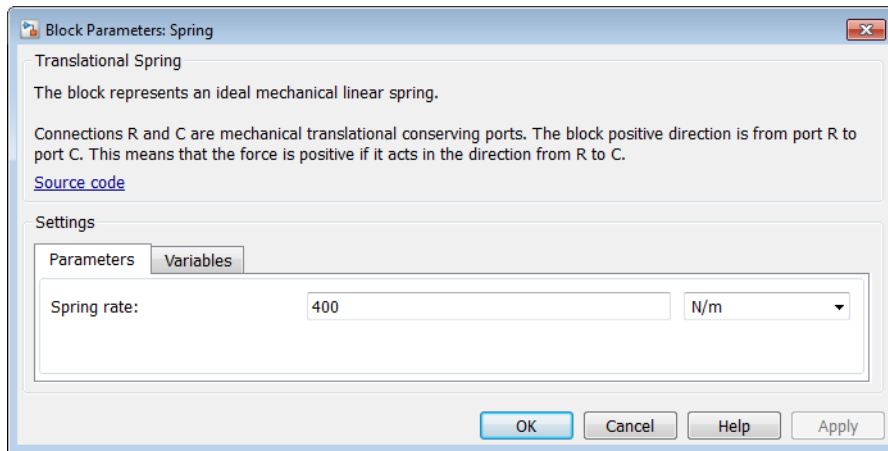 Block Parameters: Spring
Translational Spring
The block represents an ideal mechanical linear spring.
Connections R and C are mechanical translational conserving ports. The block positive direction is from port R to
port C. This means that the force is positive if it acts in the direction from R to C.
Source code
Settings
Parameters Variables
Spring rate: 400 N/m
OK Cancel Help Apply